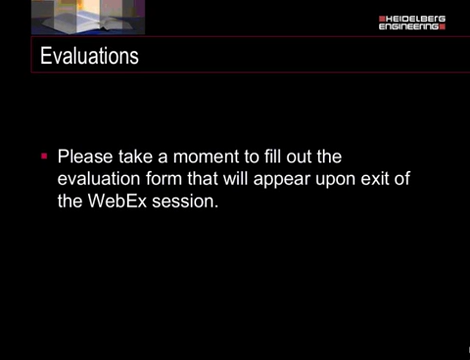 HEIDELBERG
ENGINEERING
Evaluations
Please take a moment to fill out the
evaluation form that will appear upon exit of
the WebEx session.